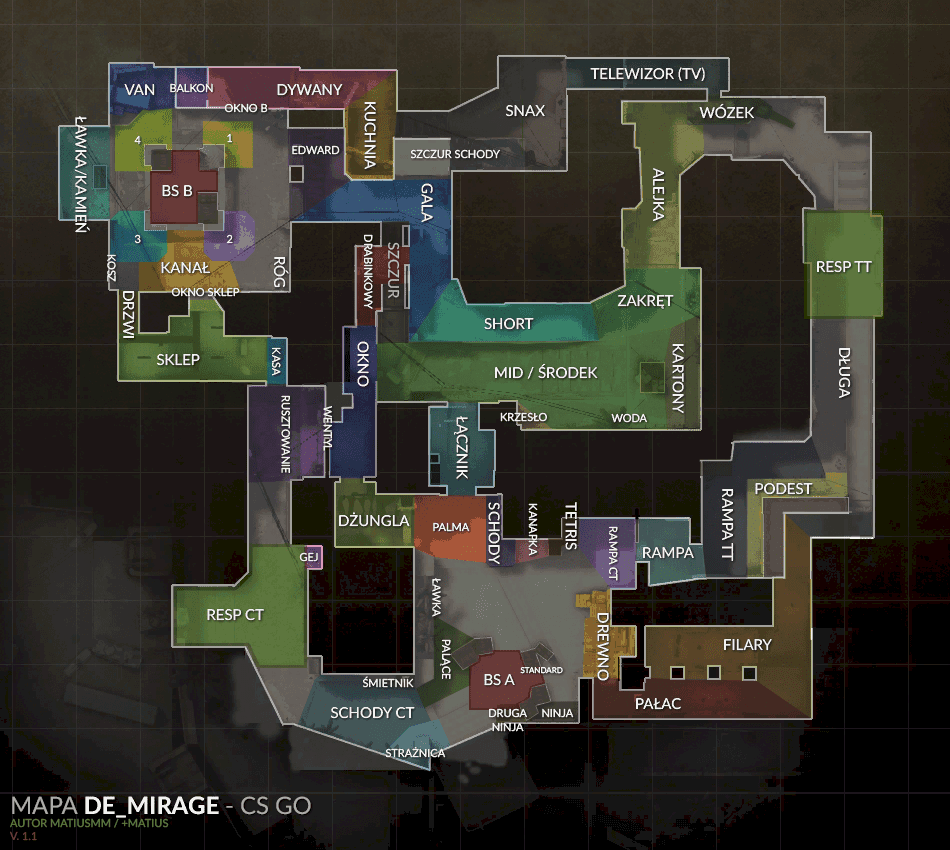 VAN
BALKON
DYWANY
OKNO B
KUCHNIA
TELEWIZOR (TV)
SNAX
WÓZEK
ŁAWKA/KAMIEŃ
4
1
EDWARD
SZCZUR SCHODY
BS B
ALEJKA
GALA
3
2
KOSZ
KANAŁ
RÓG
DRABINKOWY
SZCZUR
RESP TT
OKNO SKLEP
DRZWI
ZAKRĘT
SHORT
SKLEP
KASA
OKNO
MID / ŚRODEK
KARTONY
DŁUGA
RUSZTOWANIE
KRZESŁO
WODA
ŁĄCZNIK
PODEST
RAMPA TT
DŻUNGLA
PALMA
SCHODY
KANAPKA
TETRIS
RAMPA CT
RAMPA
GEJ
RESP CT
ŁAWKA
DREWNO
FILARY
PALĄCE
STANDARD
BS A
ŚMIETNIK
PAŁAC
SCHODY CT
DRUGA
NINJA
NINJA
STRAŻNICA
MAPA DE_MIRAGE - CS GO
AUTOR MATIUSMM / +MATIUS
V. 1.1